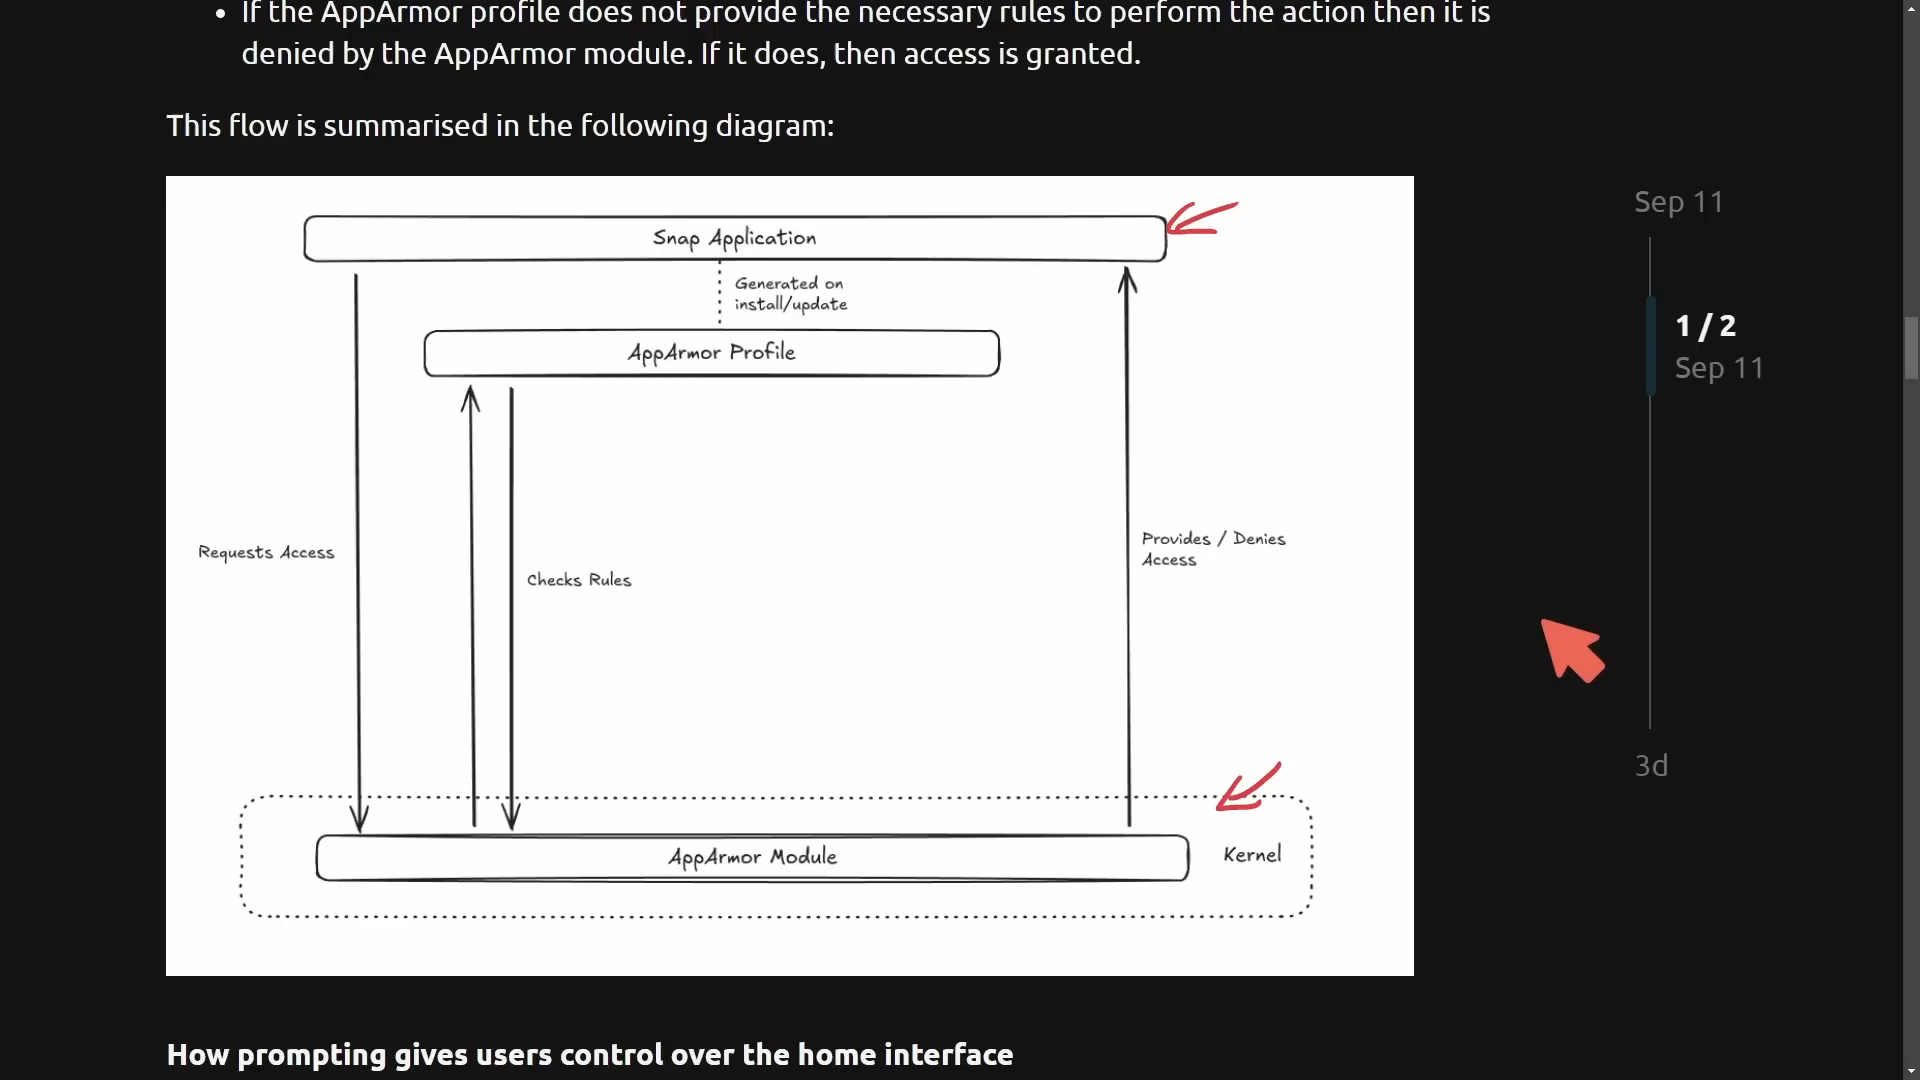 • If the AppArmor profile does not provide the necessary rules to perform the action then it is
denied by the AppArmor module. If it does, then access is granted.
This flow is summarised in the following diagram:
Snap Application
Generated on
install/update
AppArmor Profile
Requests Access
Checks Rules
Provides / Denies
Access
AppArmor Module
Kernel
Sep 11
1 / 2
Sep 11
3d
How prompting gives users control over the home interface